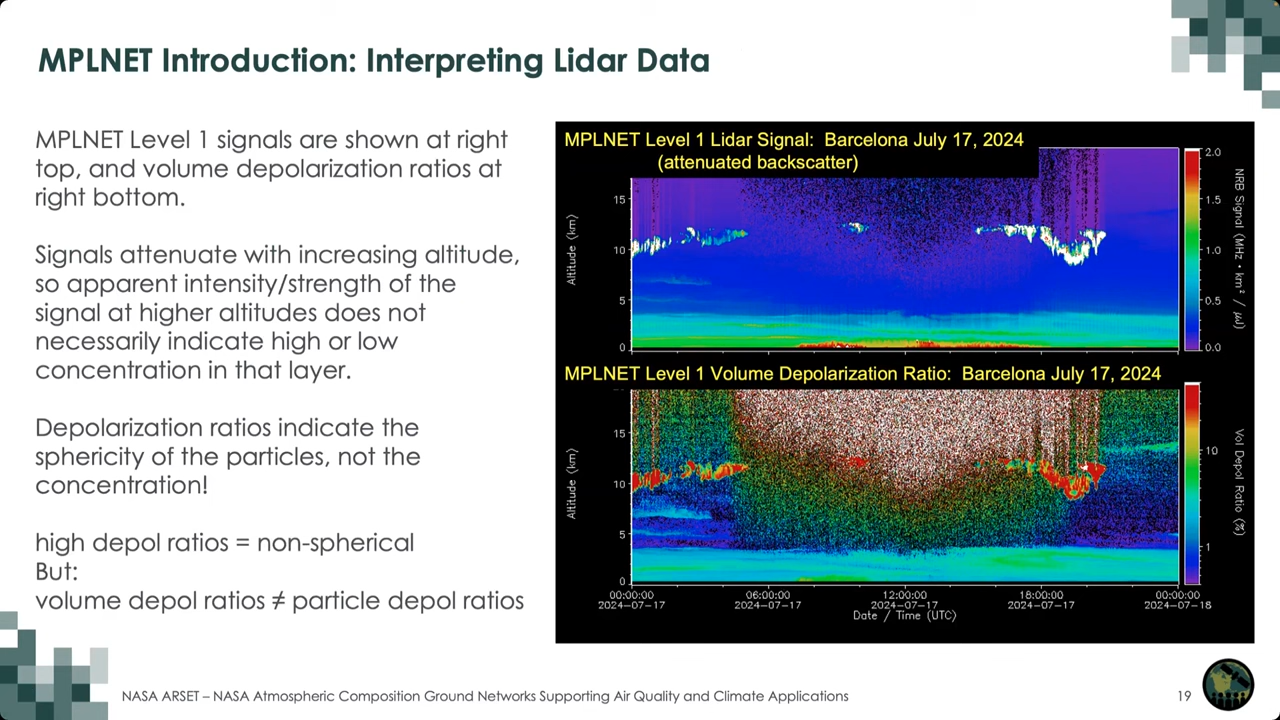 MPLNET Introduction: Interpreting Lidar Data
MPLNET Level 1 signals are shown at right
top, and volume depolarization ratios at
right bottom.
Signals attenuate with increasing altitude,
so apparent intensity/strength of the
signal at higher altitudes does not
necessarily indicate high or low
concentration in that layer.
Depolarization ratios indicate the
sphericity of the particles, not the
concentration!
high depol ratios = non-spherical
But:
volume depol ratios ≠ particle depol ratios
MPLNET Level 1 Lidar Signal: Barcelona July 17, 2024
(attenuated backscatter)
Altitude (km)
15
10
5
0
2.0
1.5
1.0
0.5
0.0
NRB Signal (MHz * km² / μJ)
MPLNET Level 1 Volume Depolarization Ratio: Barcelona July 17, 2024
Altitude (km)
15
10
5
0
10
1
Vol Depol Ratio (%)
00:00:00 06:00:00 12:00:00 18:00:00 00:00:00
2024-07-17 2024-07-17 2024-07-17 2024-07-17 2024-07-18
Date / Time (UTC)
NASA ARSET – NASA Atmospheric Composition Ground Networks Supporting Air Quality and Climate Applications
19